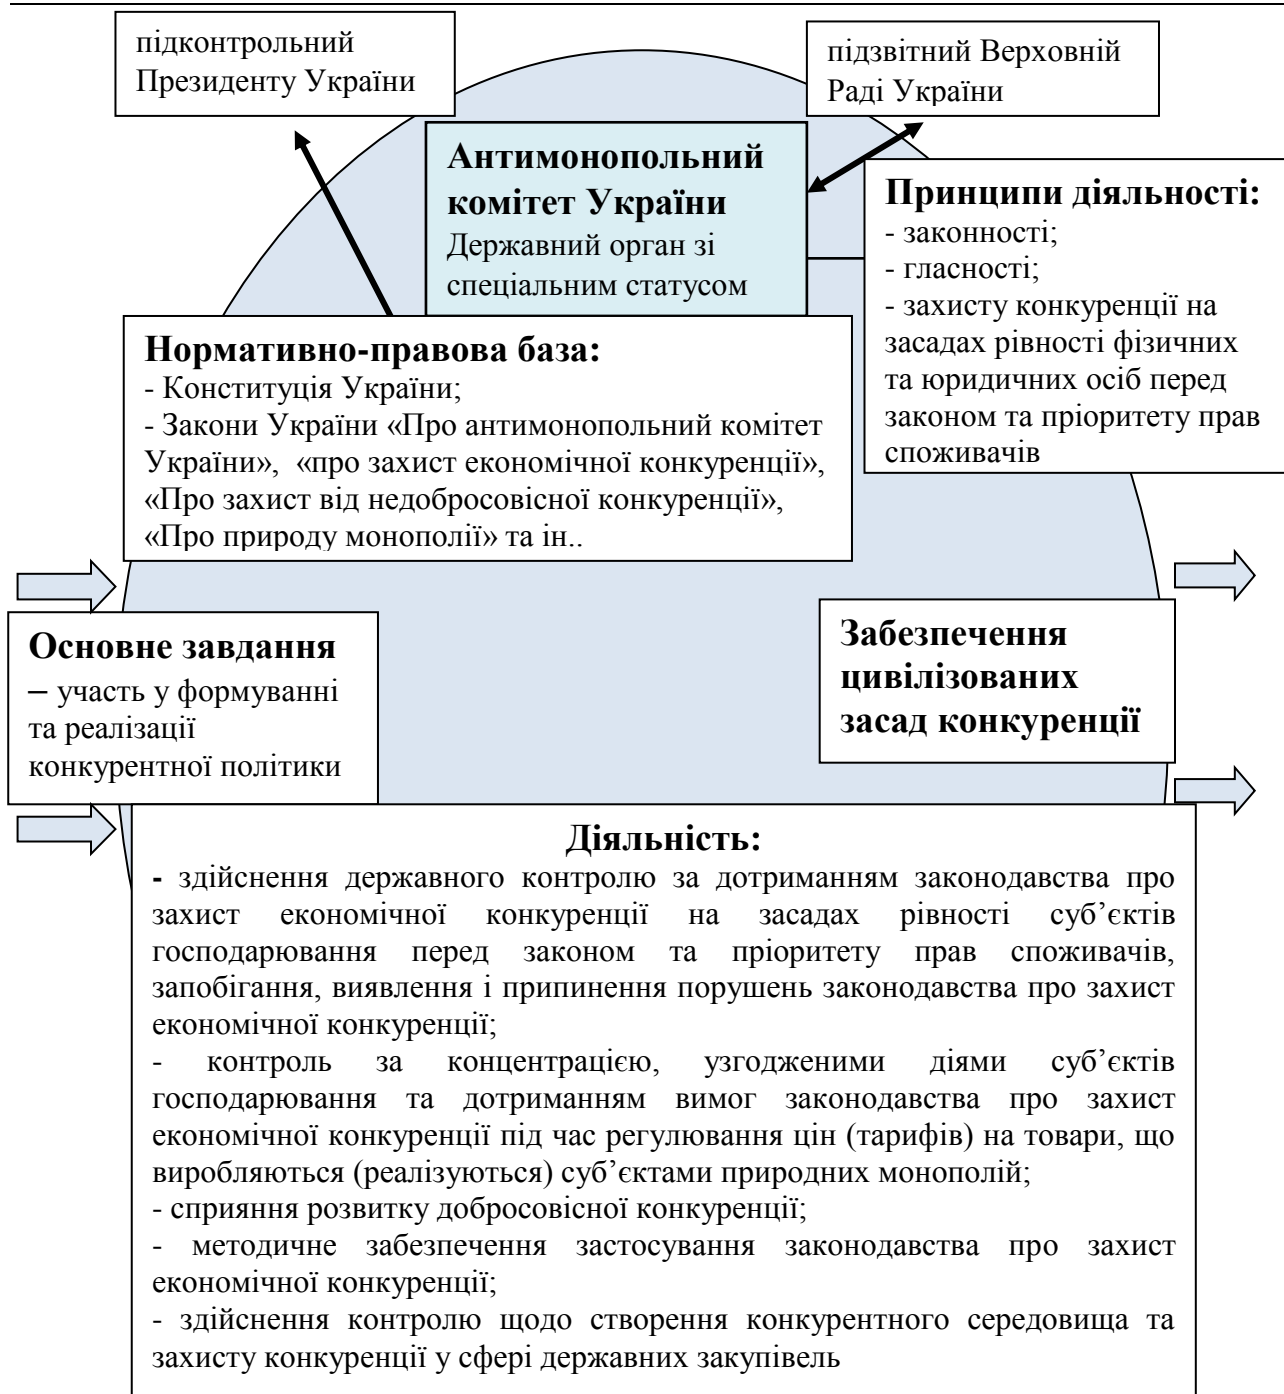 підконтрольний
Президенту України
підзвітний Верховній
Раді України
Антимонопольний
комітет України
Державний орган зі
спеціальним статусом
Принципи діяльності:
- законності;
- гласності;
- захисту конкуренції на
засадах рівності фізичних
та юридичних осіб перед
законом та пріоритету прав
споживачів
Нормативно-правова база:
- Конституція України;
- Закони України «Про антимонопольний комітет
України», «про захист економічної конкуренції»,
«Про захист від недобросовісної конкуренції»,
«Про природу монополії» та ін..
Основне завдання
– участь у формуванні
та реалізації
конкурентної політики
Забезпечення
цивілізованих
засад конкуренції
Діяльність:
- здійснення державного контролю за дотриманням законодавства про
захист економічної конкуренції на засадах рівності суб’єктів
господарювання перед законом та пріоритету прав споживачів,
запобігання, виявлення і припинення порушень законодавства про захист
економічної конкуренції;
- контроль за концентрацією, узгодженими діями суб’єктів
господарювання та дотриманням вимог законодавства про захист
економічної конкуренції під час регулювання цін (тарифів) на товари, що
виробляються (реалізуються) суб’єктами природних монополій;
- сприяння розвитку добросовісної конкуренції;
- методичне забезпечення застосування законодавства про захист
економічної конкуренції;
- здійснення контролю щодо створення конкурентного середовища та
захисту конкуренції у сфері державних закупівель